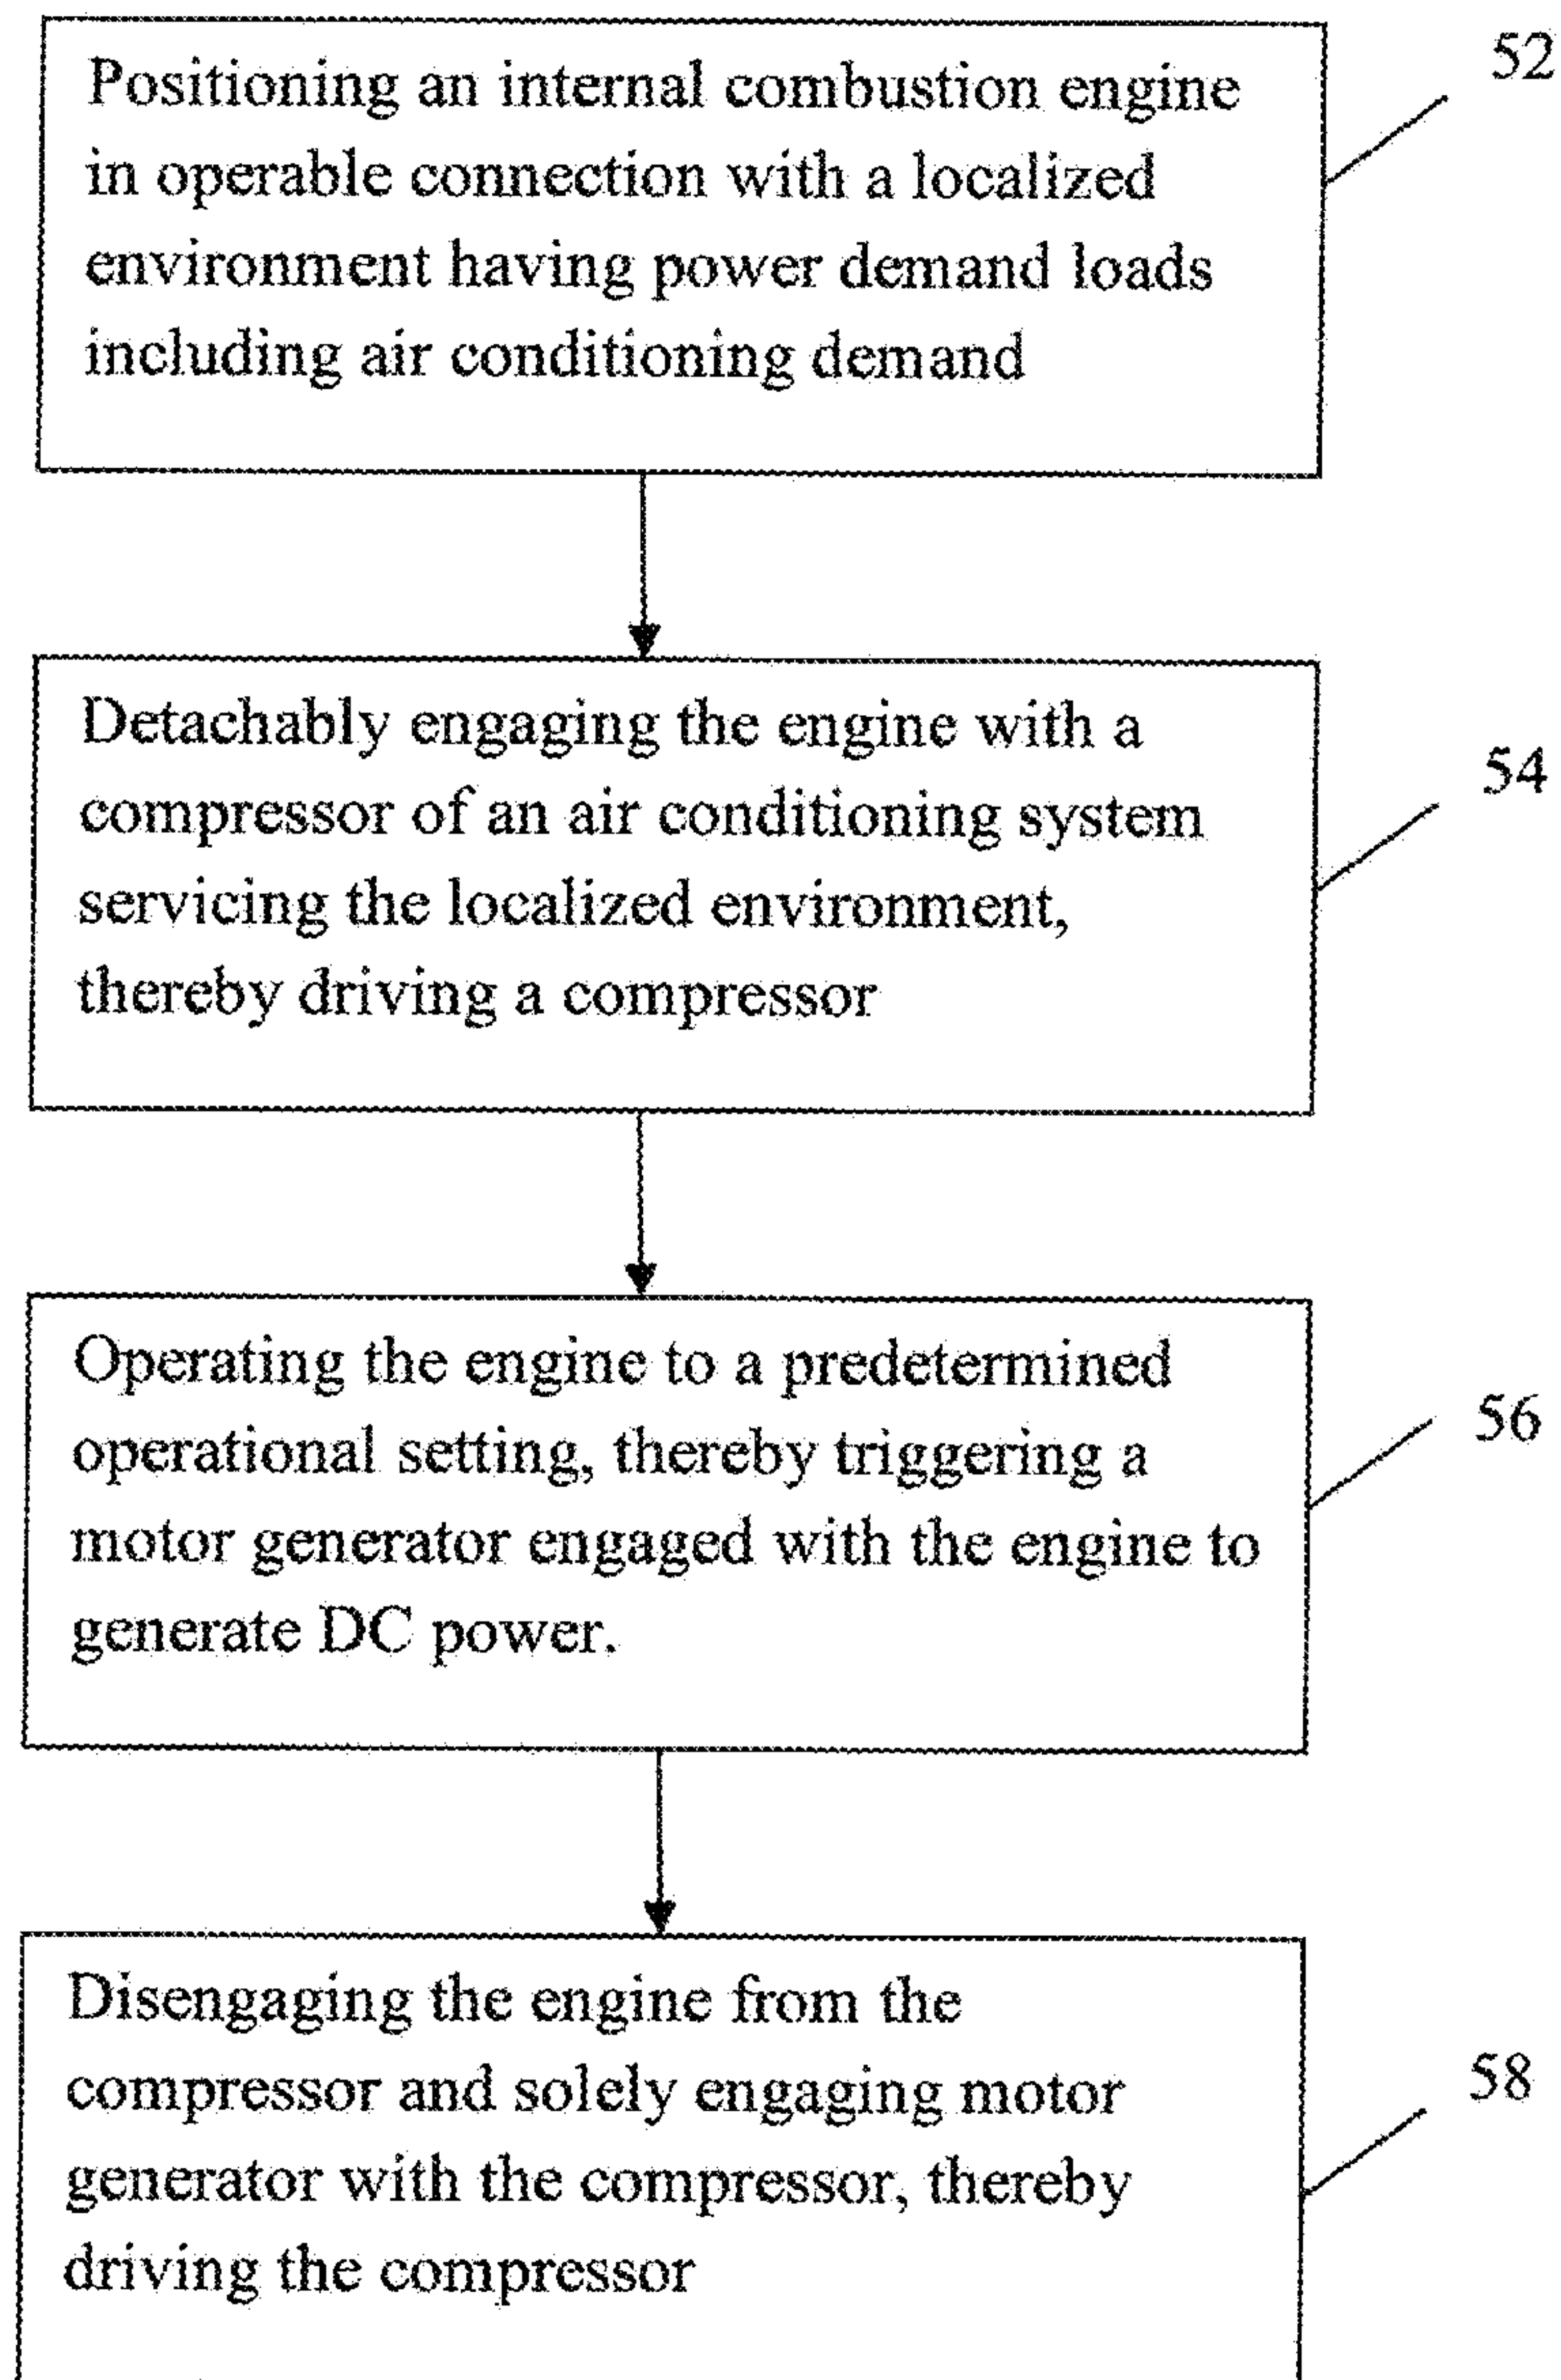 Positioning an internal combustion engine
in operable connection with a localized
environment having power demand loads
including air conditioning demand
52
Detachably engaging the engine with a
compressor of an air conditioning system
servicing the localized environment,
thereby driving a compressor
54
Operating the engine to a predetermined
operational setting, thereby triggering a
motor generator engaged with the engine to
generate DC power.
56
Disengaging the engine from the
compressor and solely engaging motor
generator with the compressor, thereby
driving the compressor
58